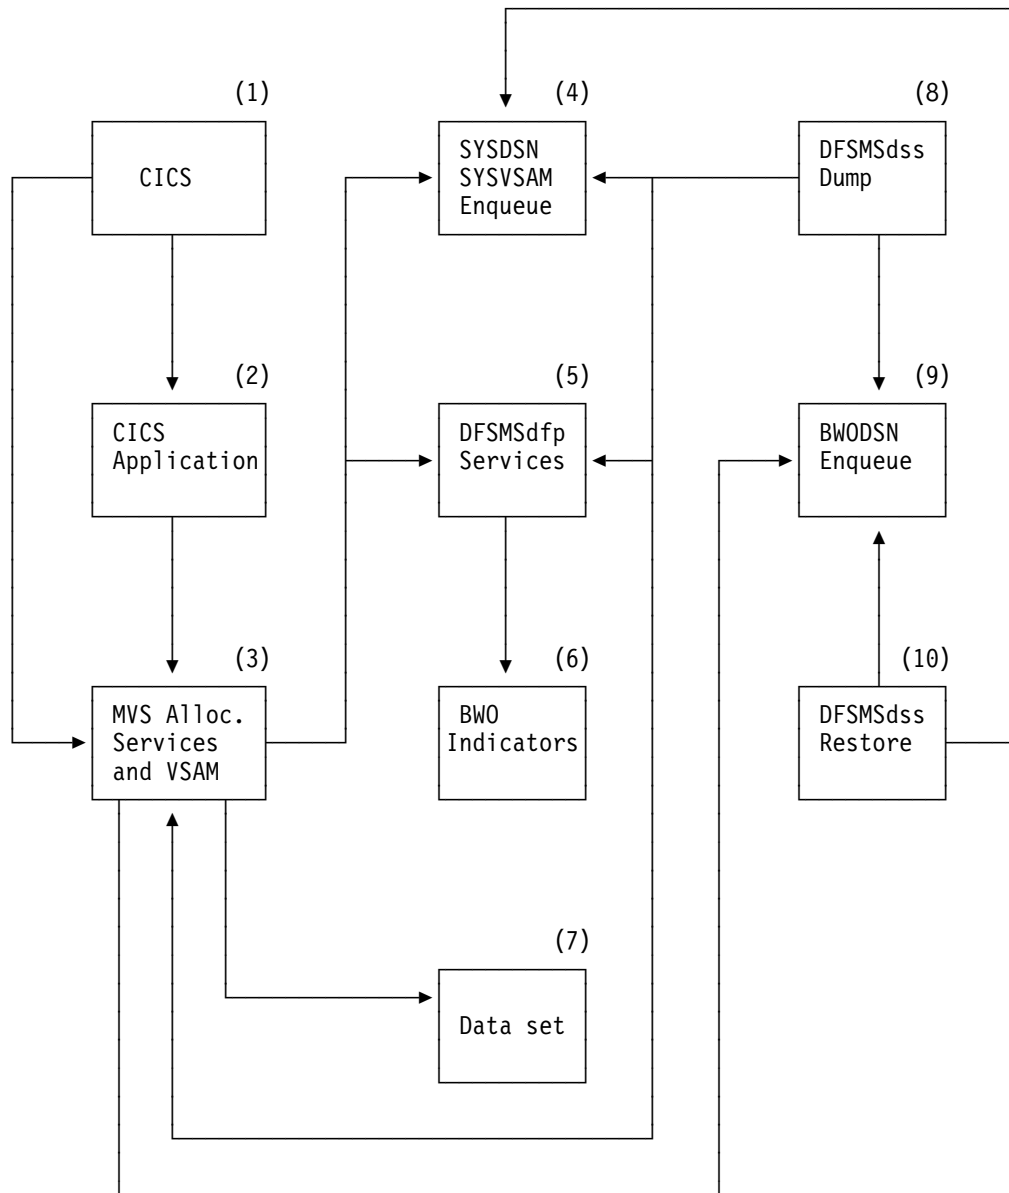 (1)
CICS
(4)
SYSDSN
SYSVSAM
Enqueue
(8)
DFSMSdss
Dump
(2)
CICS
Application
(5)
DFSMSdfp
Services
(9)
BWODSN
Enqueue
(3)
MVS Alloc.
Services
and VSAM
(6)
BWO
Indicators
(10)
DFSMSdss
Restore
(7)
Data set